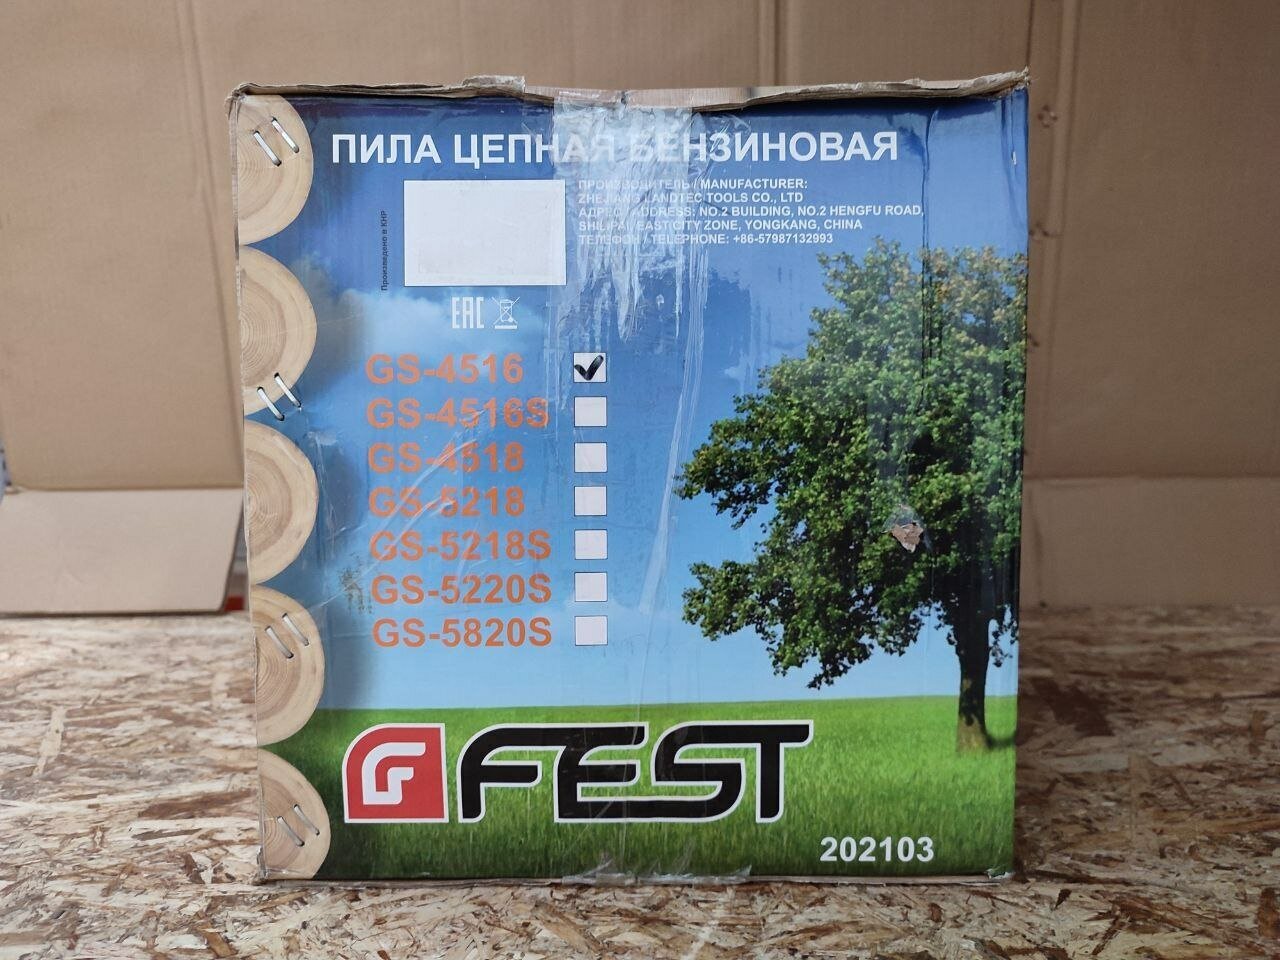 ПИЛА ЦЕПНАЯ БЕНЗИНОВАЯ
ПРОИЗВОДИТЕЛЬ / MANUFACTURER:
ZHEJIANG LANDTEC TOOLS CO., LTD
АДРЕС / ADDRESS: NO.2 BUILDING, NO.2 HENGFU ROAD,
SHILIPAI, EAST CITY ZONE, YONGKANG, CHINA
ТЕЛЕФОН / TELEPHONE: +86-57987132993
Произведено в КНР
EAC
GS-4516
GS-4516S
GS-4518
GS-5218
GS-5218S
GS-5220S
GS-5820S
FEST
202103